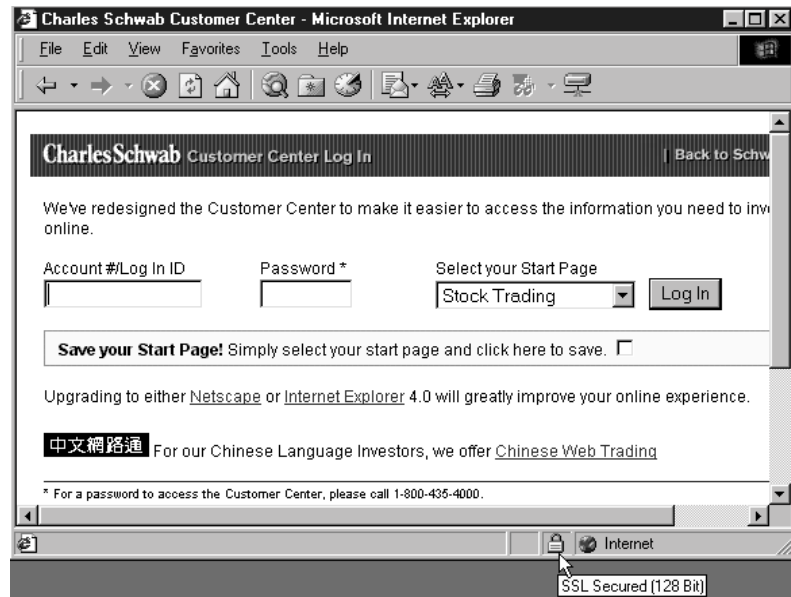 Charles Schwab Customer Center - Microsoft Internet Explorer
File Edit View Favorites Tools Help
CharlesSchwab Customer Center Log In | Back to Schw
We've redesigned the Customer Center to make it easier to access the information you need to inv
online.
Account #/Log In ID Password * Select your Start Page
Stock Trading Log In
Save your Start Page! Simply select your start page and click here to save.
Upgrading to either Netscape or Internet Explorer 4.0 will greatly improve your online experience.
中文網路通 For our Chinese Language Investors, we offer Chinese Web Trading
* For a password to access the Customer Center, please call 1-800-435-4000.
Internet
SSL Secured (128 Bit)